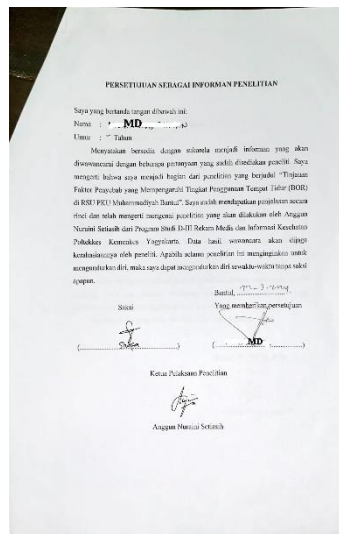 PERSETUJUAN SEBAGAI INFORMAN PENELITIAN
Saya yang bertanda tangan dibawah ini:
Nama : MD
Umur : Tahun
Menyatakan bersedia dengan sukarela menjadi informan yang akan
diwawancarai dengan beberapa pertanyaan yang sudah disediakan peneliti. Saya
mengerti bahwa saya menjadi bagian dari penelitian yang berjudul "Tinjauan
Faktor Penyebab yang Mempengaruhi Tingkat Penggunaan Tempat Tidur (BOR)
di RSU PKU Muhammadiyah Bantul". Saya sudah mendapatkan penjelasan secara
rinci dan telah mengerti mengenai penelitian yang akan dilakukan oleh Anggun
Nuraini Setiasih dari Program Studi D-III Rekam Medis dan Informasi Kesehatan
Poltekkes Kemenkes Yogyakarta. Data hasil wawancara akan dijaga
kerahasiaannya oleh peneliti. Apabila selama penelitian ini menginginkan untuk
mengundurkan diri, maka saya dapat mengundurkan diri sewaktu-waktu tanpa saksi
apapun.
Bantul,
Saksi Yang memberikan persetujuan
(....................) (........ MD ........)
Ketua Pelaksana Penelitian
Anggun Nuraini Setiasih